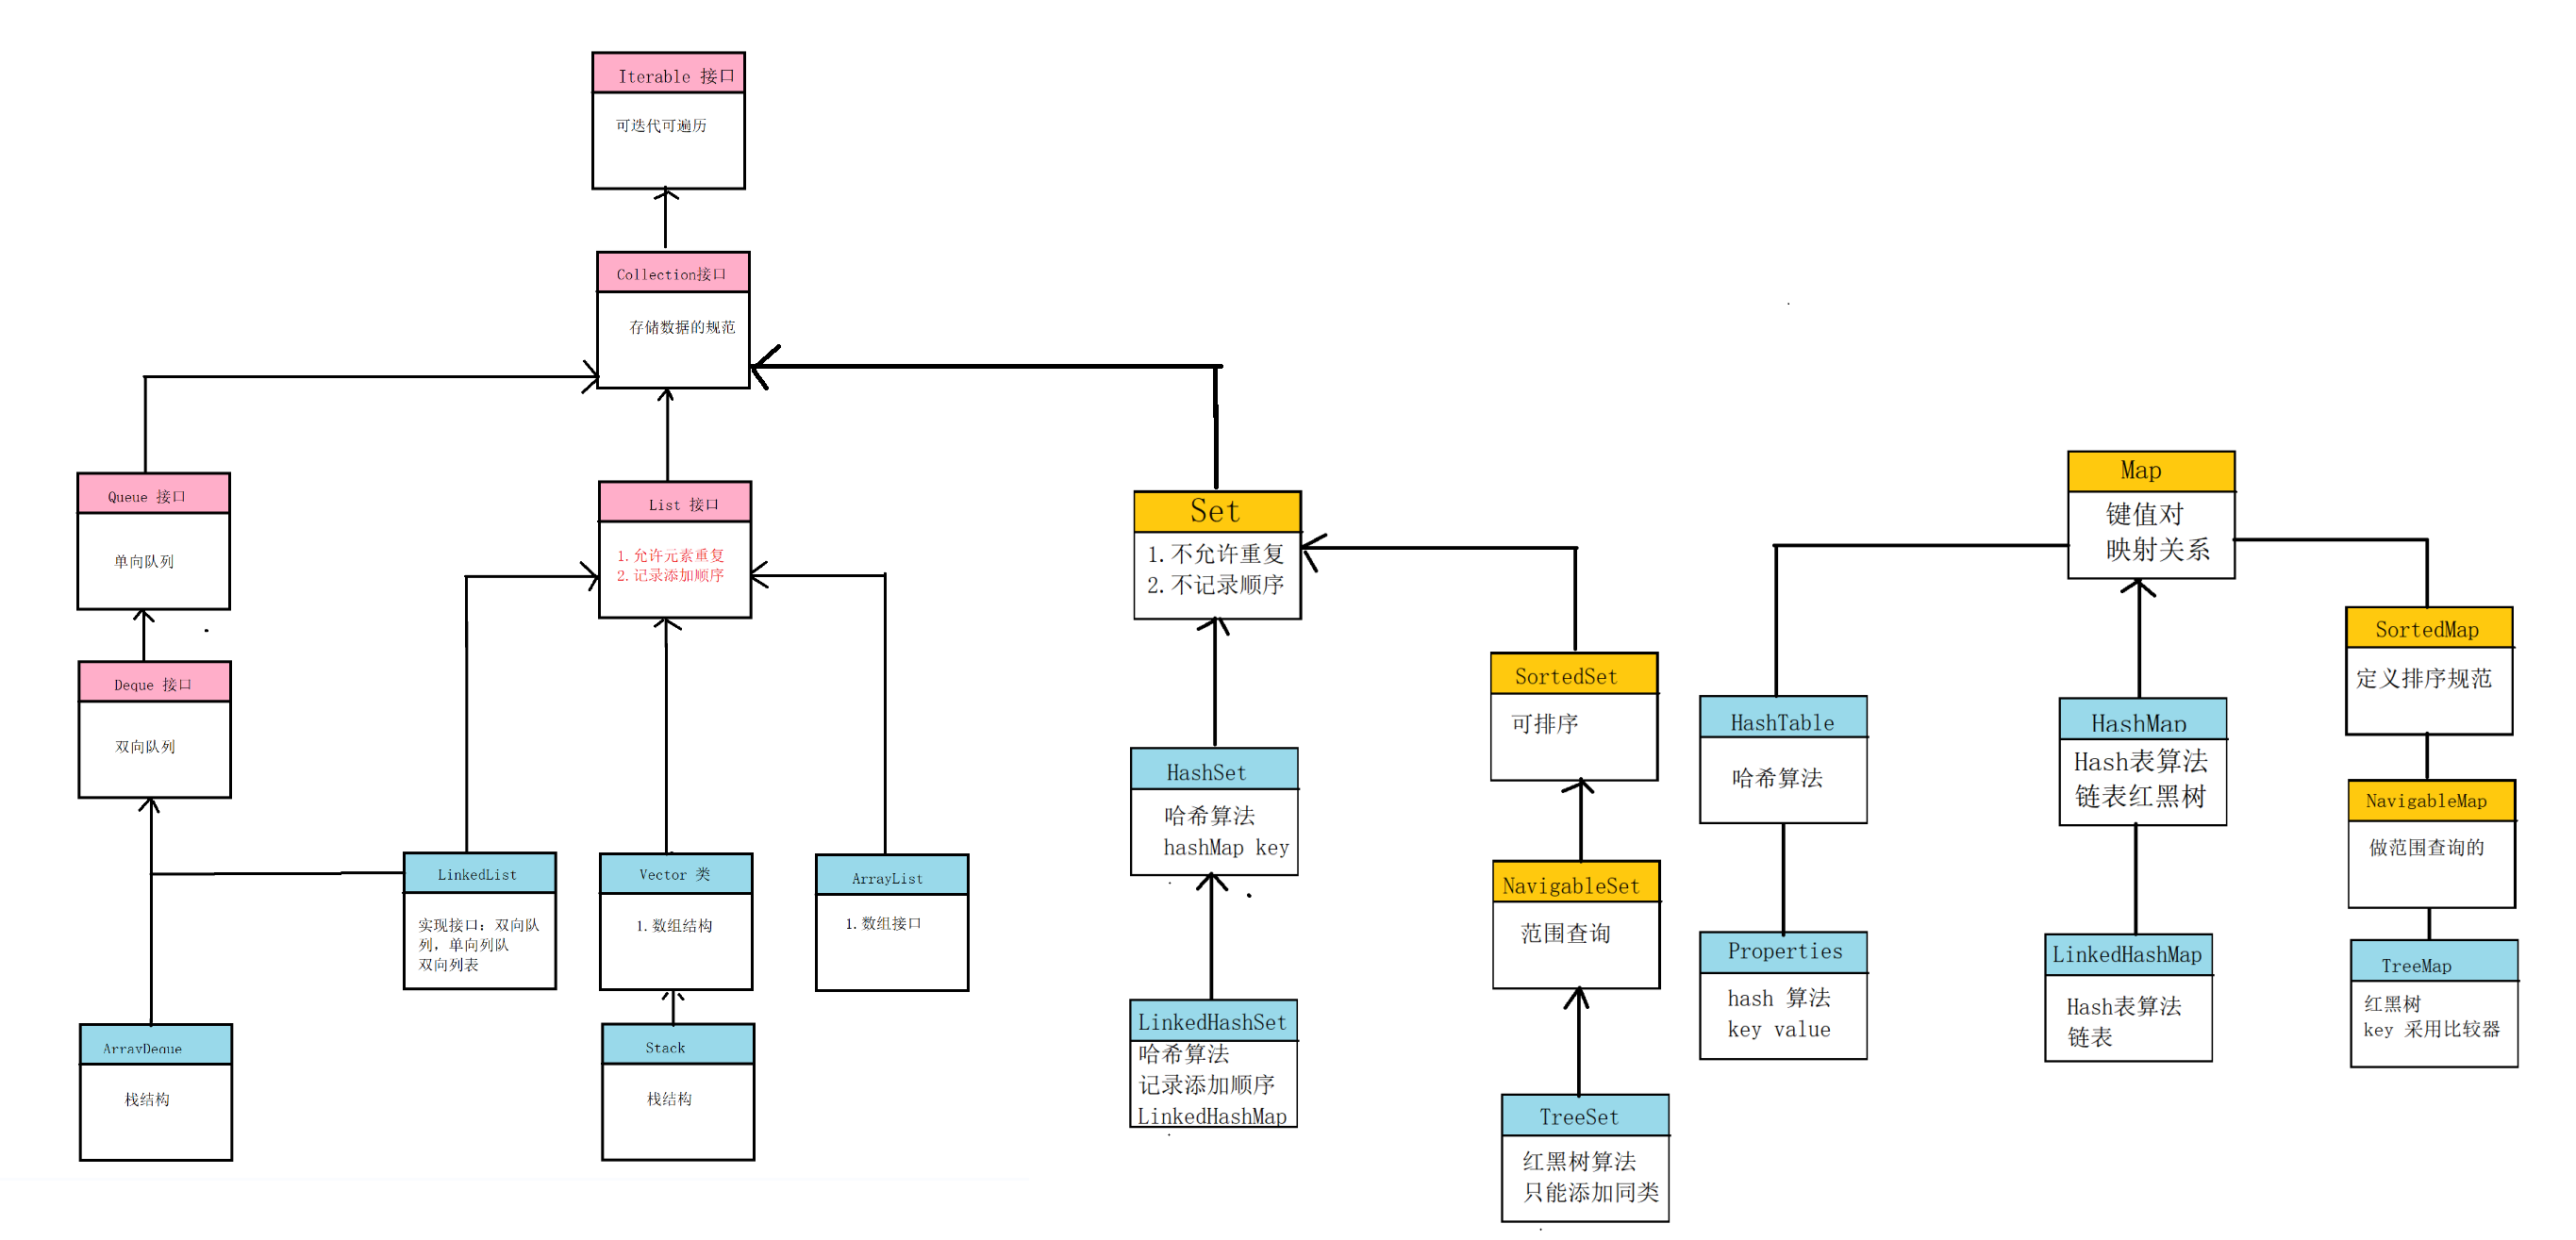 Iterable 接口
可迭代可遍历
Collection接口
存储数据的规范
Queue 接口
单向队列
Deque 接口
双向队列
List 接口
1.允许元素重复
2.记录添加顺序
LinkedList
实现接口：双向队
列，单向列队
双向列表
Vector 类
1.数组结构
ArrayList
1.数组接口
ArrayDeque
栈结构
Stack
栈结构
Set
1.不允许重复
2.不记录顺序
HashSet
哈希算法
hashMap key
LinkedHashSet
哈希算法
记录添加顺序
LinkedHashMap
SortedSet
可排序
NavigableSet
范围查询
TreeSet
红黑树算法
只能添加同类
Map
键值对
映射关系
HashTable
哈希算法
Properties
hash 算法
key value
HashMap
Hash表算法
链表红黑树
LinkedHashMap
Hash表算法
链表
SortedMap
定义排序规范
NavigableMap
做范围查询的
TreeMap
红黑树
key 采用比较器